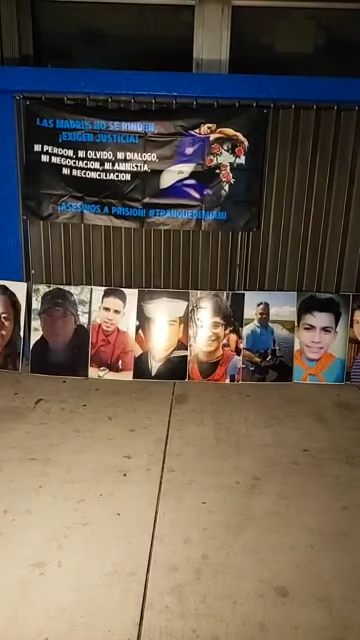 LAS MADRES NO SE RINDEN,
¡EXIGEN JUSTICIA!
NI PERDON, NI OLVIDO, NI DIALOGO,
NI NEGOCIACION, NI AMNISTIA,
NI RECONCILIACION
¡ASESINOS A PRISION! #TRANQUEDEMIAMI